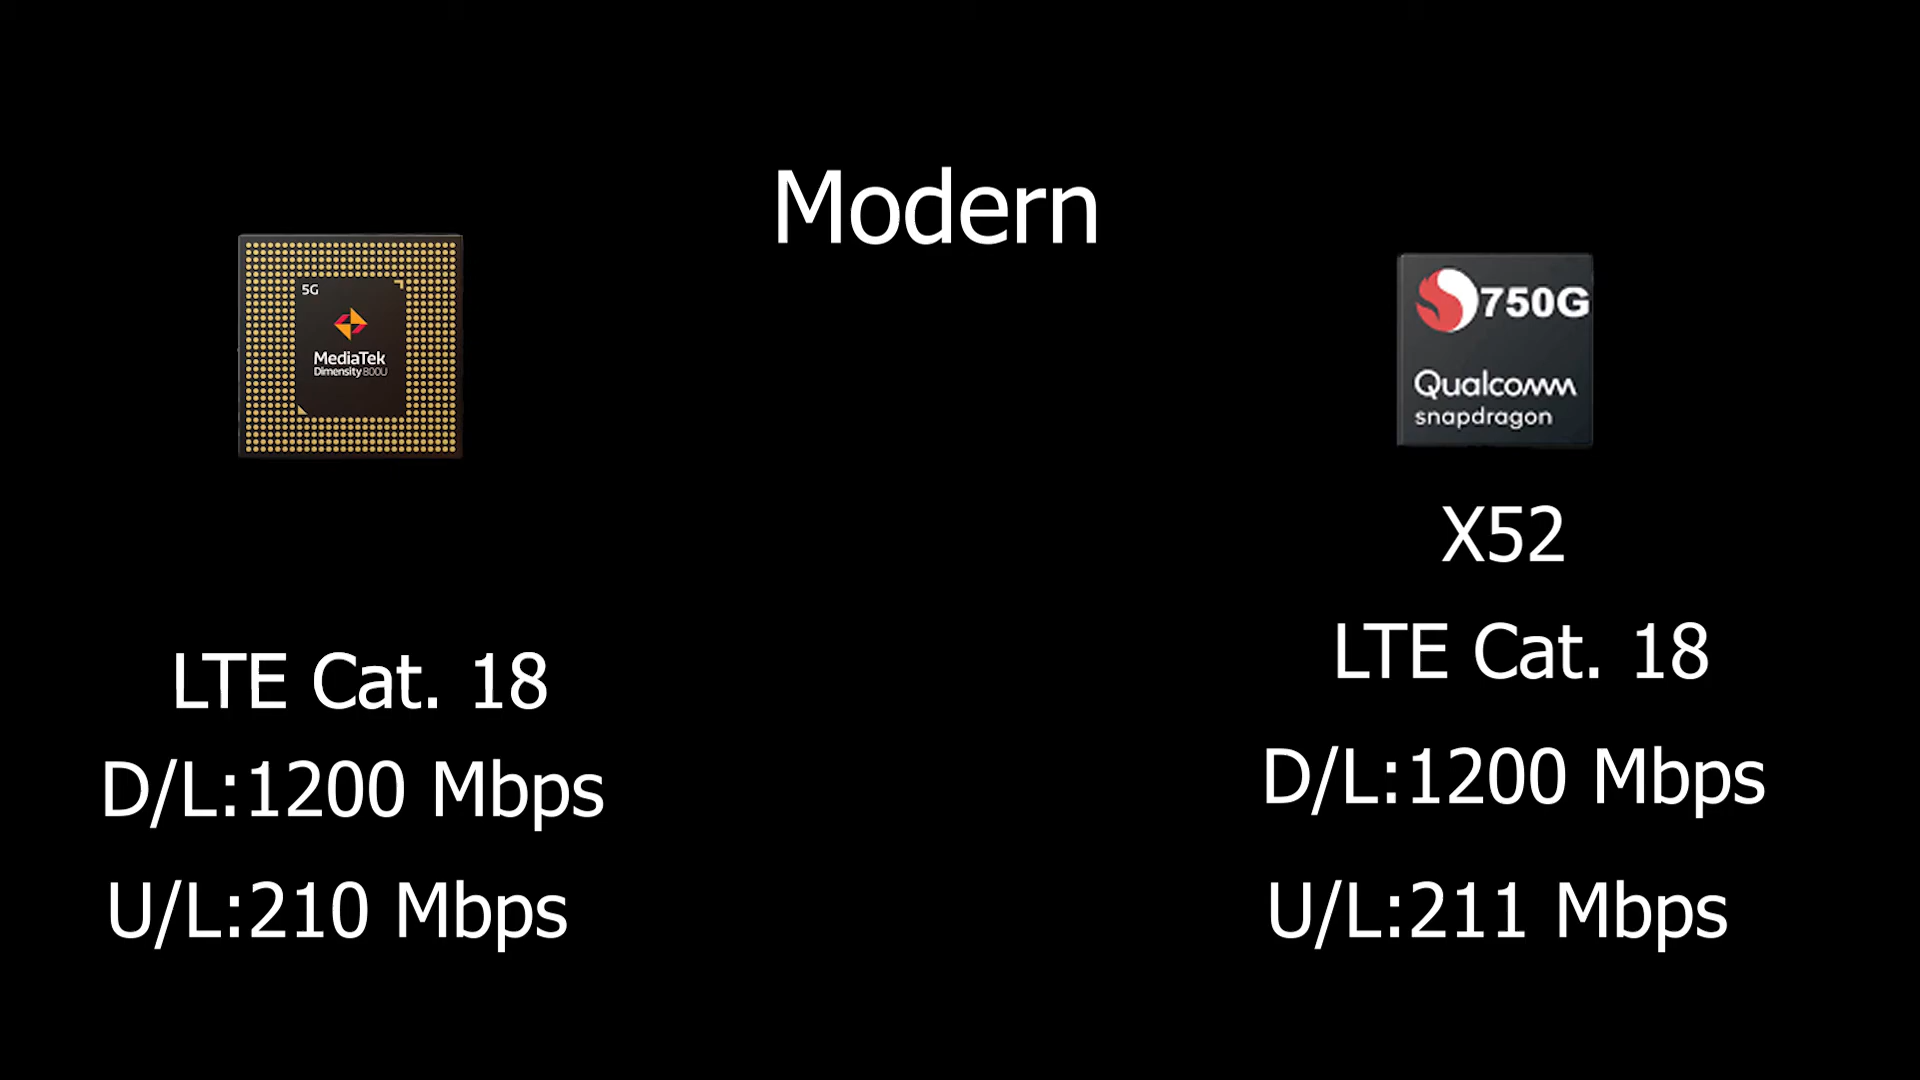 Modern
5G
MediaTek
Dimensity 800U
LTE Cat. 18
D/L:1200 Mbps
U/L:210 Mbps
750G
Qualcomm
snapdragon
X52
LTE Cat. 18
D/L:1200 Mbps
U/L:211 Mbps